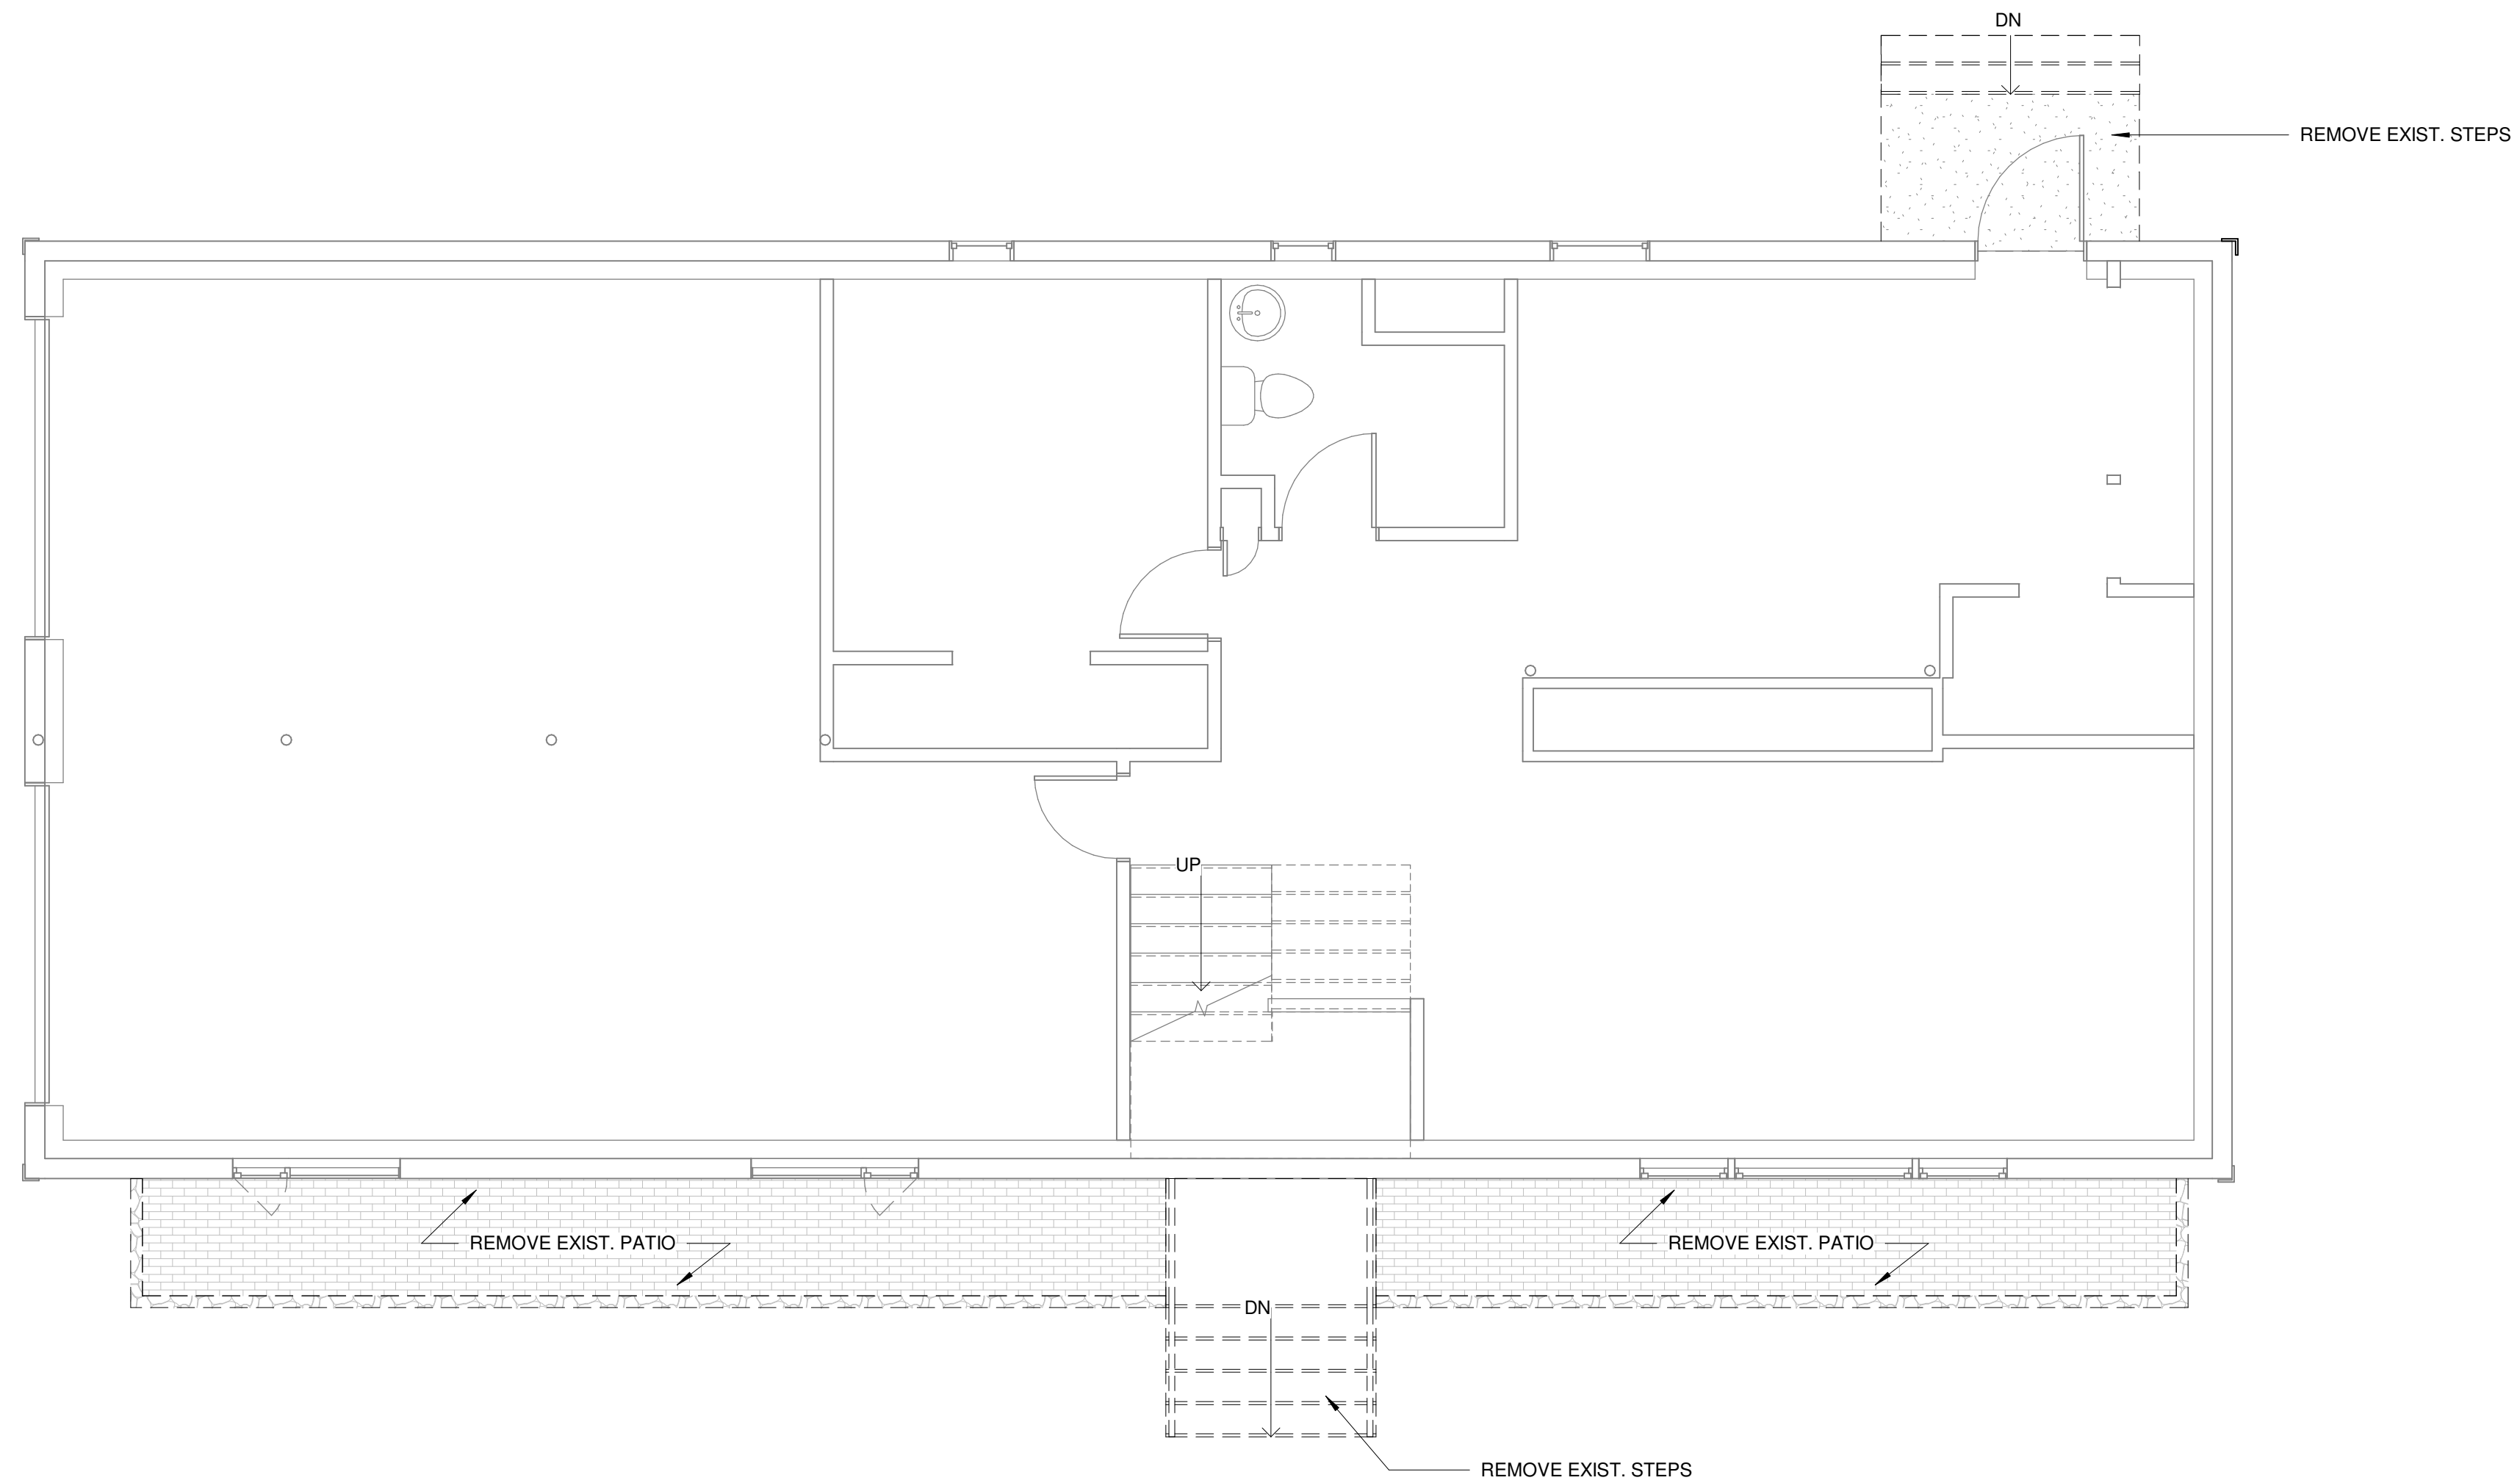 DN
REMOVE EXIST. STEPS
UP
REMOVE EXIST. PATIO
REMOVE EXIST. PATIO
DN
REMOVE EXIST. STEPS